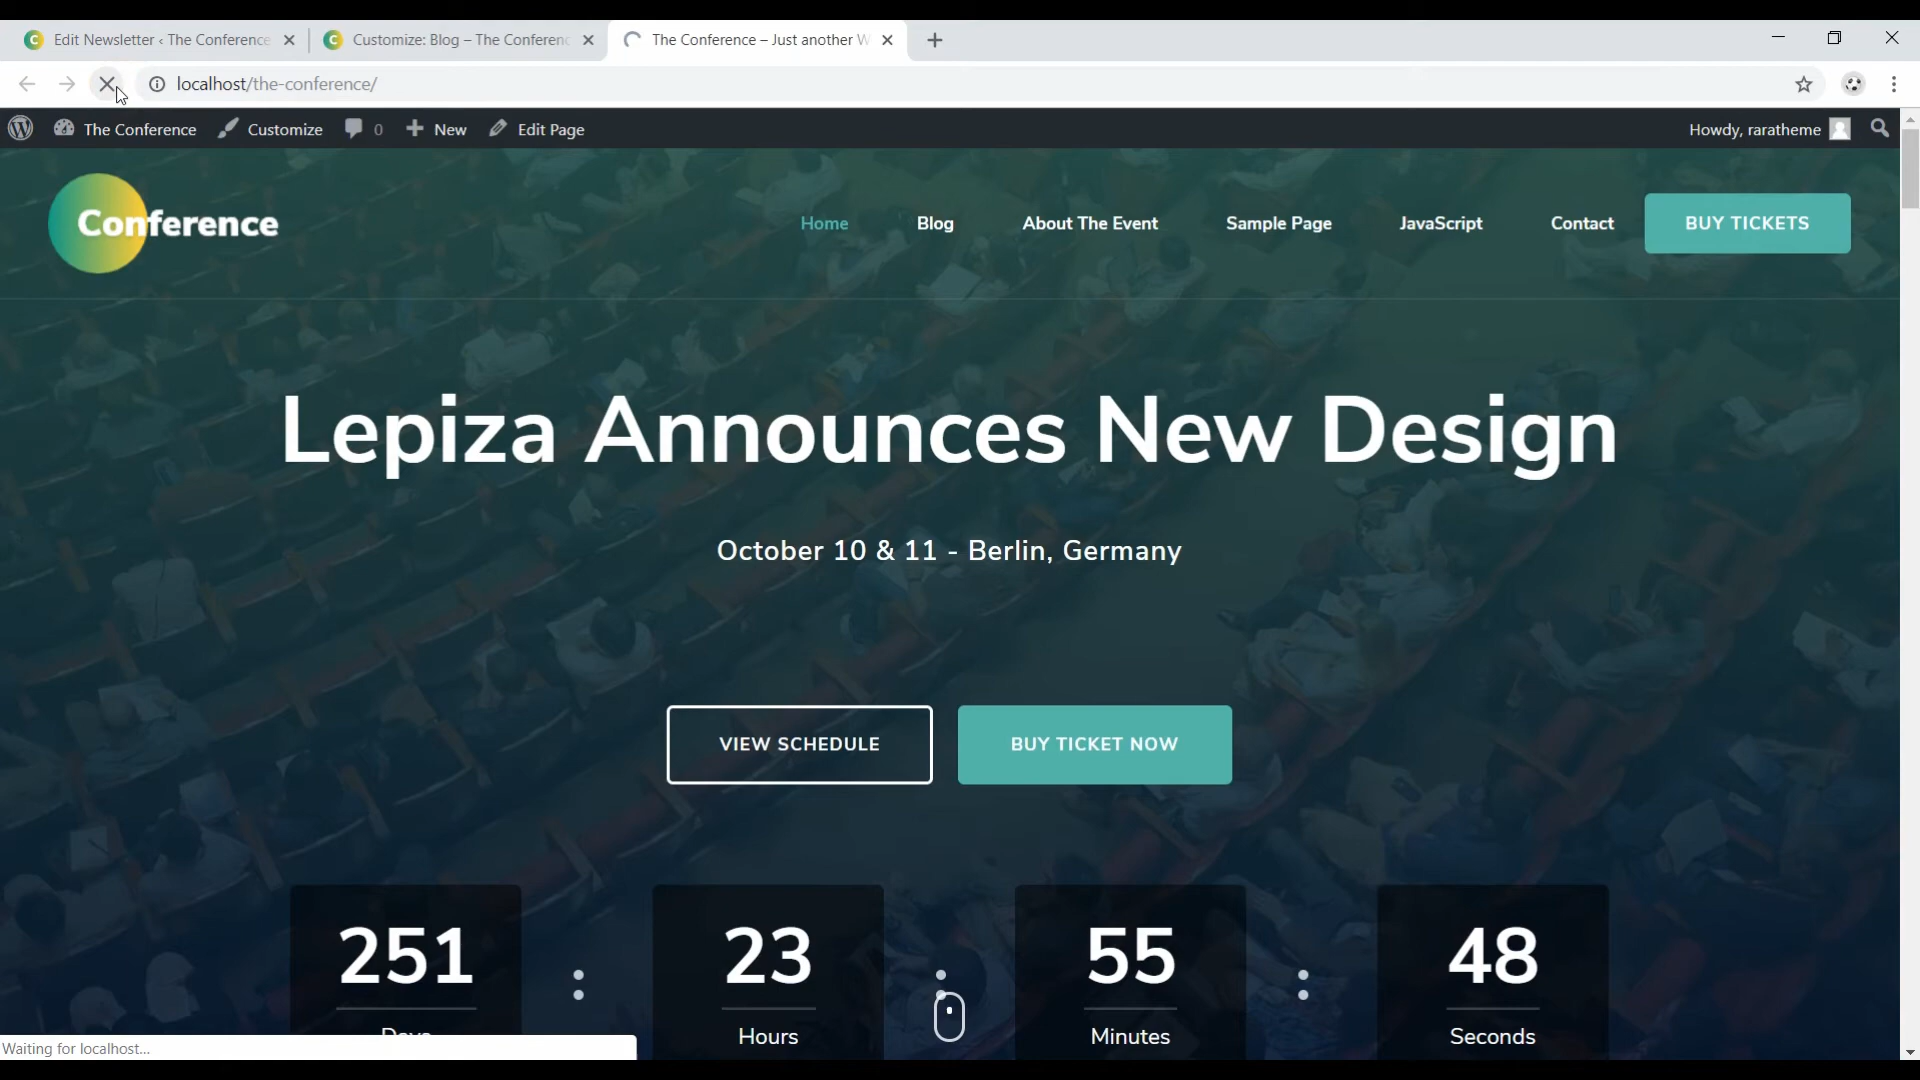 Edit Newsletter ‹ The Conference
Customize: Blog – The Conferenc
The Conference – Just another W
localhost/the-conference/
The Conference
Customize
0
New
Edit Page
Howdy, raratheme
Conference
Home
Blog
About The Event
Sample Page
JavaScript
Contact
BUY TICKETS
Lepiza Announces New Design
October 10 & 11 - Berlin, Germany
VIEW SCHEDULE
BUY TICKET NOW
251 : 23 : 55 : 48
Days Hours Minutes Seconds
Waiting for localhost...